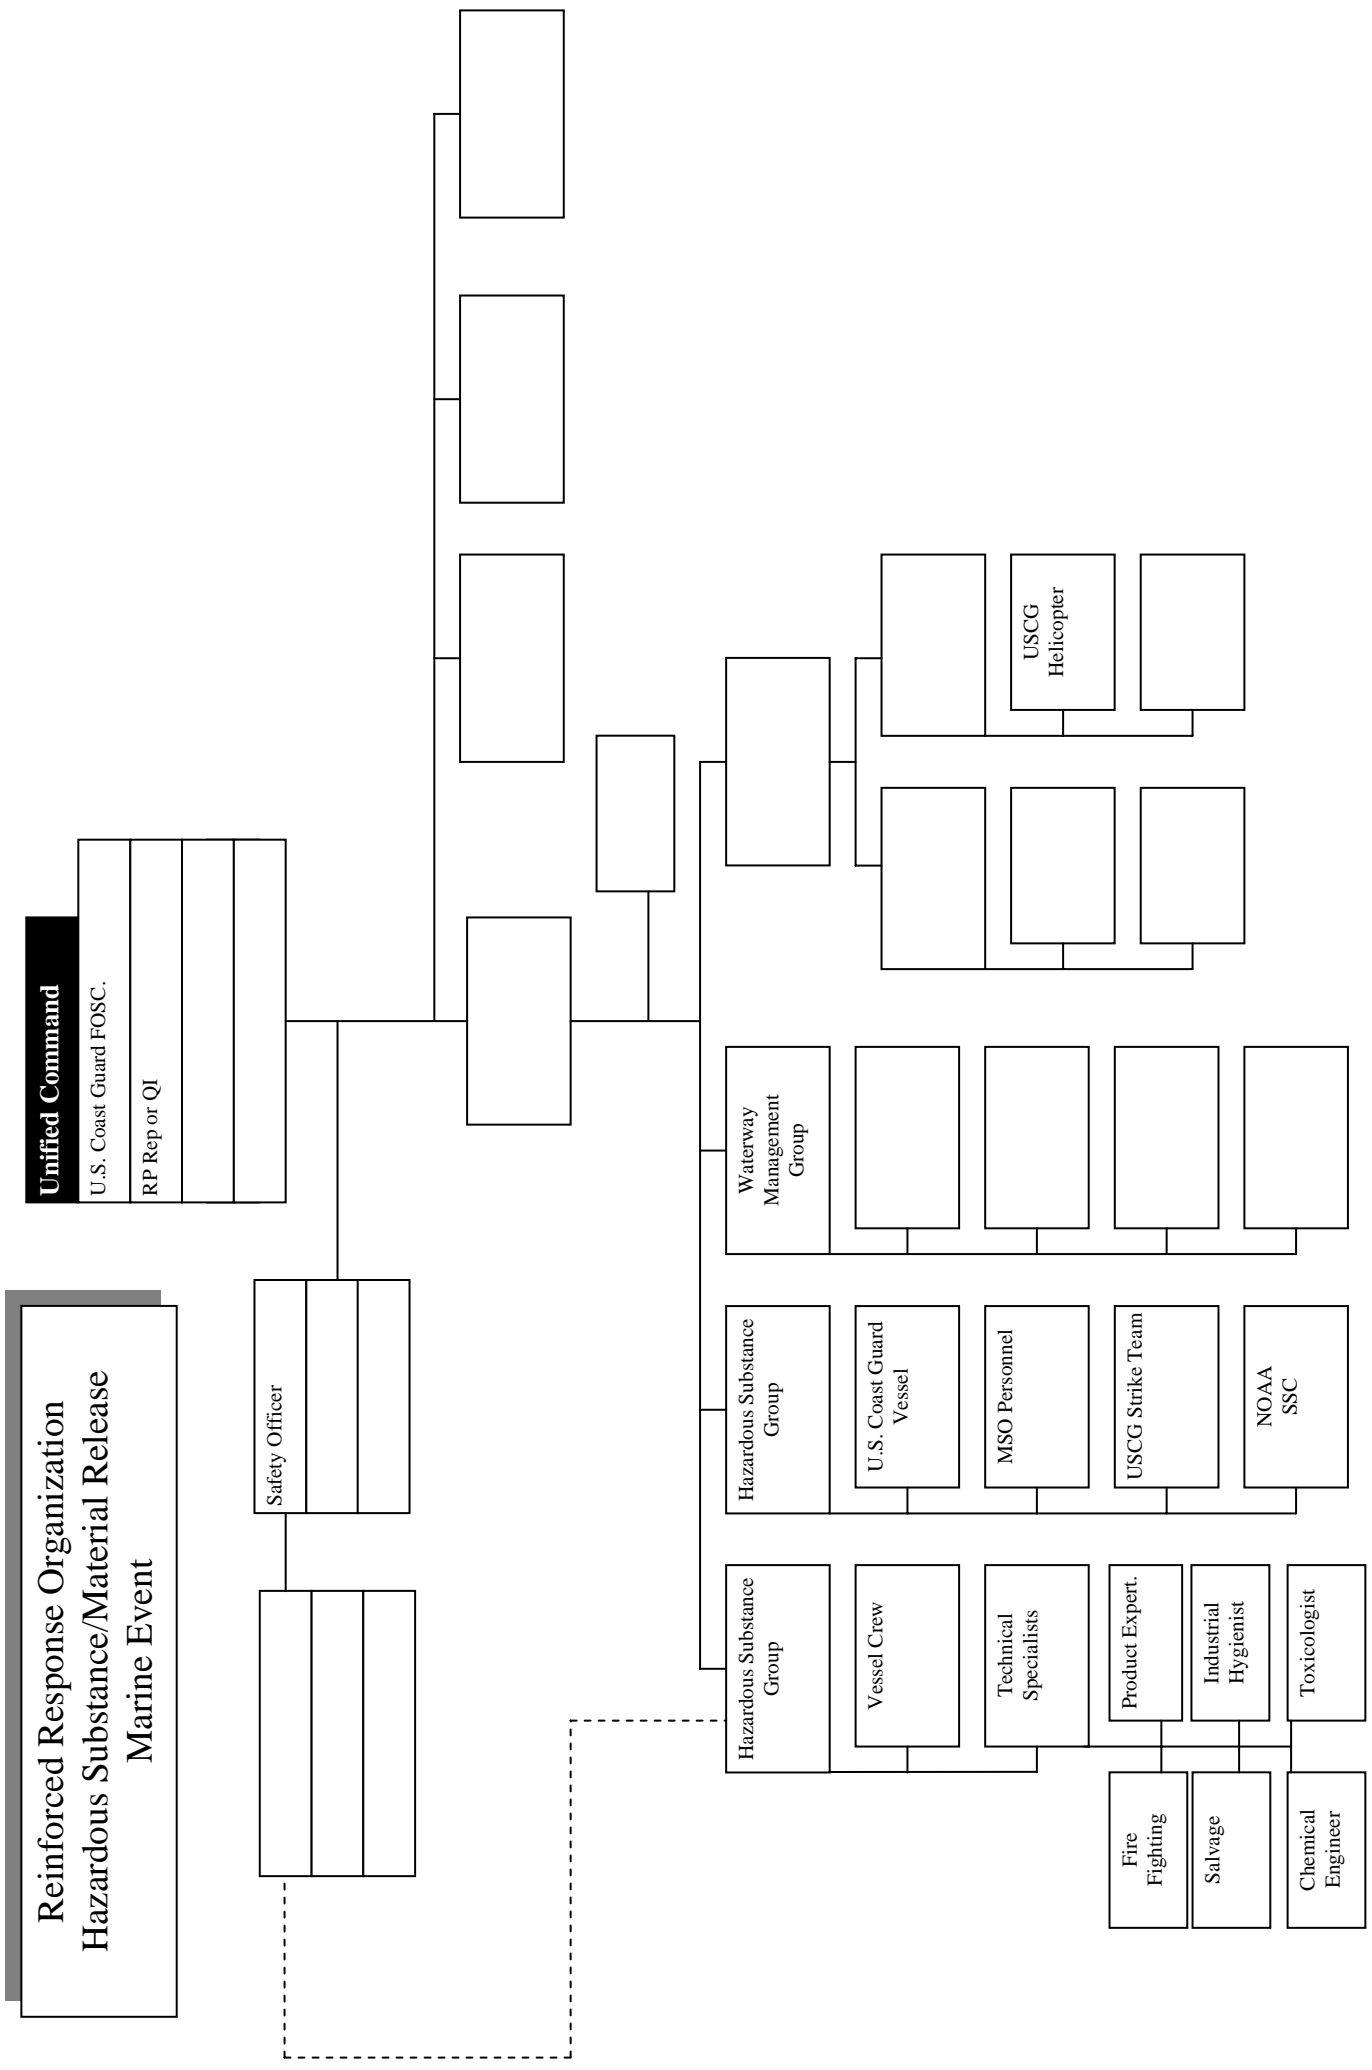 Reinforced Response Organization
Hazardous Substance/Material Release
Marine Event
Unified Command
U.S. Coast Guard FOSC.
RP Rep or QI
Safety Officer
Hazardous Substance
Group
Vessel Crew
Technical
Specialists
Fire
Fighting
Product Expert.
Salvage
Industrial
Hygienist
Chemical
Engineer
Toxicologist
Hazardous Substance
Group
U.S. Coast Guard
Vessel
MSO Personnel
USCG Strike Team
NOAA
SSC
Waterway
Management
Group
USCG
Helicopter